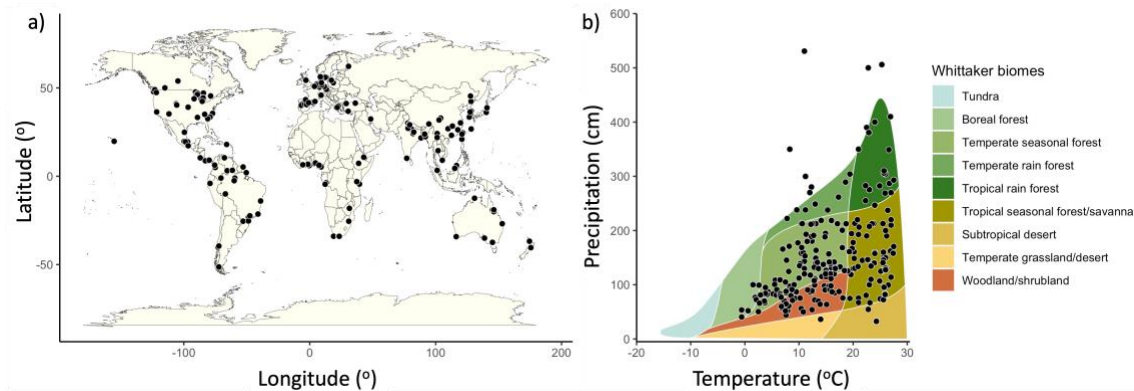 a)
Latitude (°)
50
0
-50
-100
0
100
200
Longitude (°)
b)
Precipitation (cm)
600
500
400
300
200
100
0
-20
-10
0
10
20
30
Temperature (°C)
Whittaker biomes
Tundra
Boreal forest
Temperate seasonal forest
Temperate rain forest
Tropical rain forest
Tropical seasonal forest/savanna
Subtropical desert
Temperate grassland/desert
Woodland/shrubland